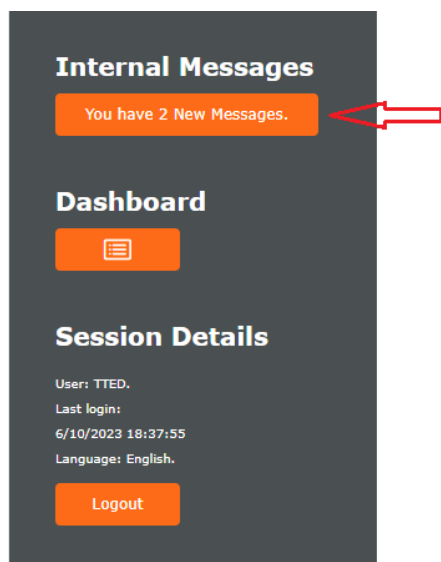 Internal Messages
You have 2 New Messages.
Dashboard
Session Details
User: TTED.
Last login:
6/10/2023 18:37:55
Language: English.
Logout